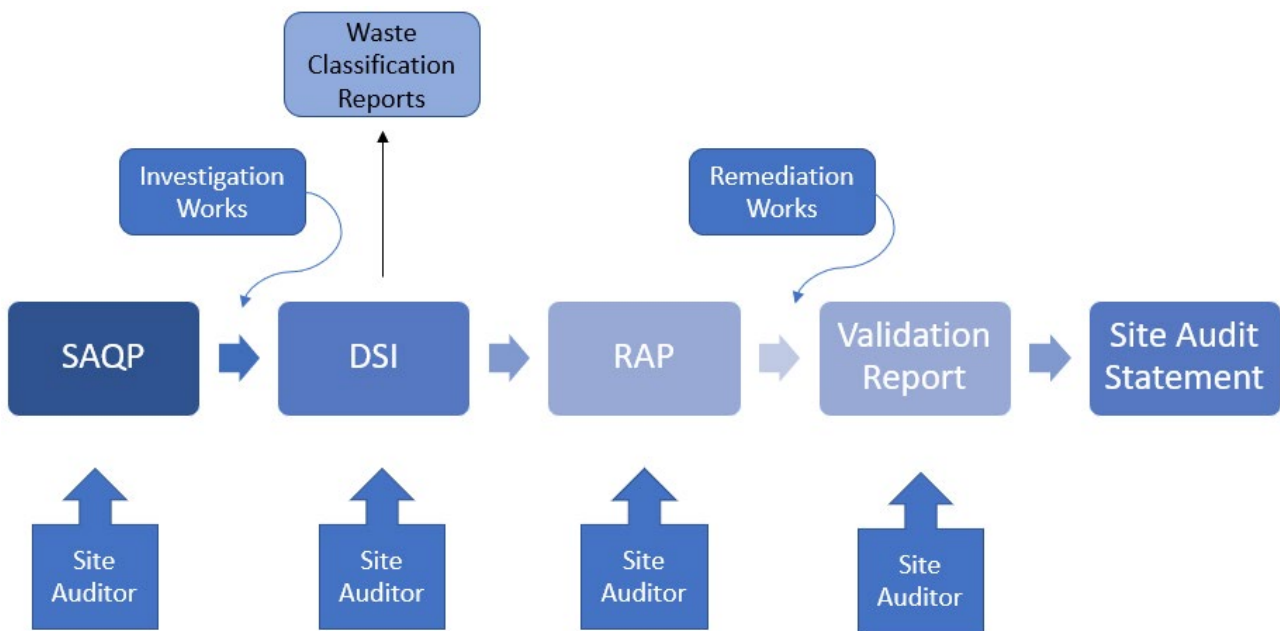 Waste
Classification
Reports
Investigation
Works
Remediation
Works
SAQP
DSI
RAP
Validation
Report
Site Audit
Statement
Site
Auditor
Site
Auditor
Site
Auditor
Site
Auditor